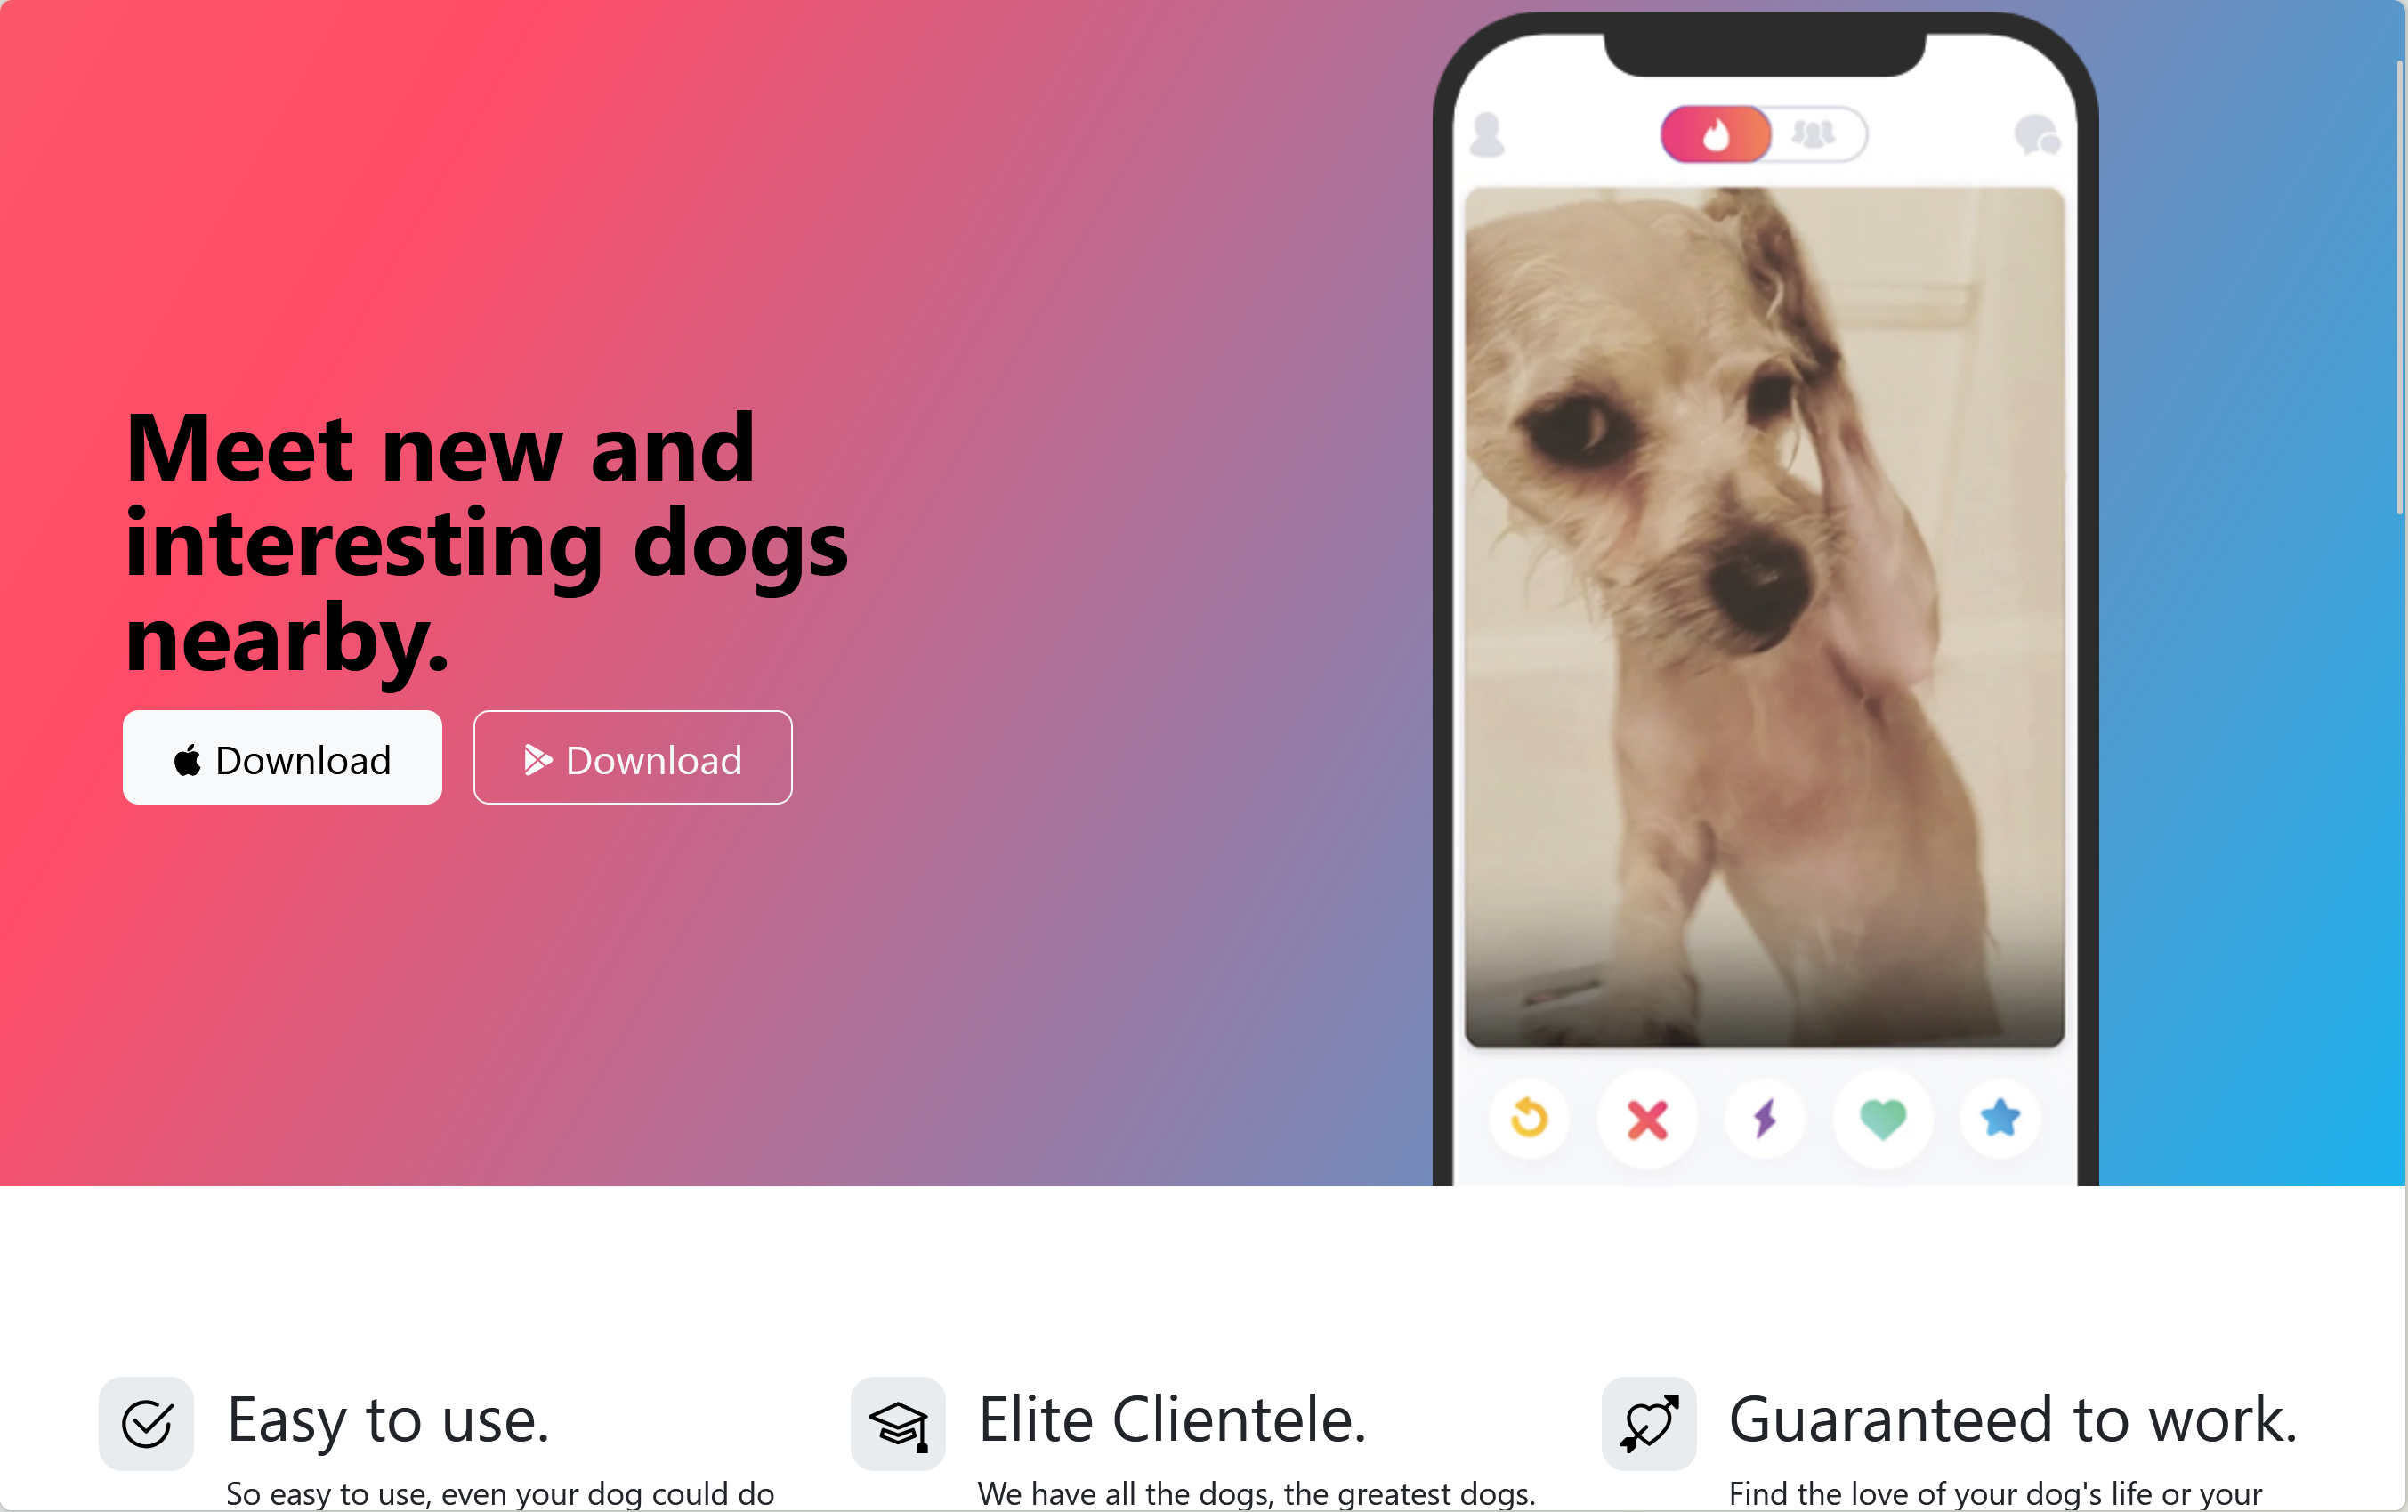 Meet new and
interesting dogs
nearby.
Download
Download
Easy to use.
So easy to use, even your dog could do
Elite Clientele.
We have all the dogs, the greatest dogs.
Guaranteed to work.
Find the love of your dog's life or your